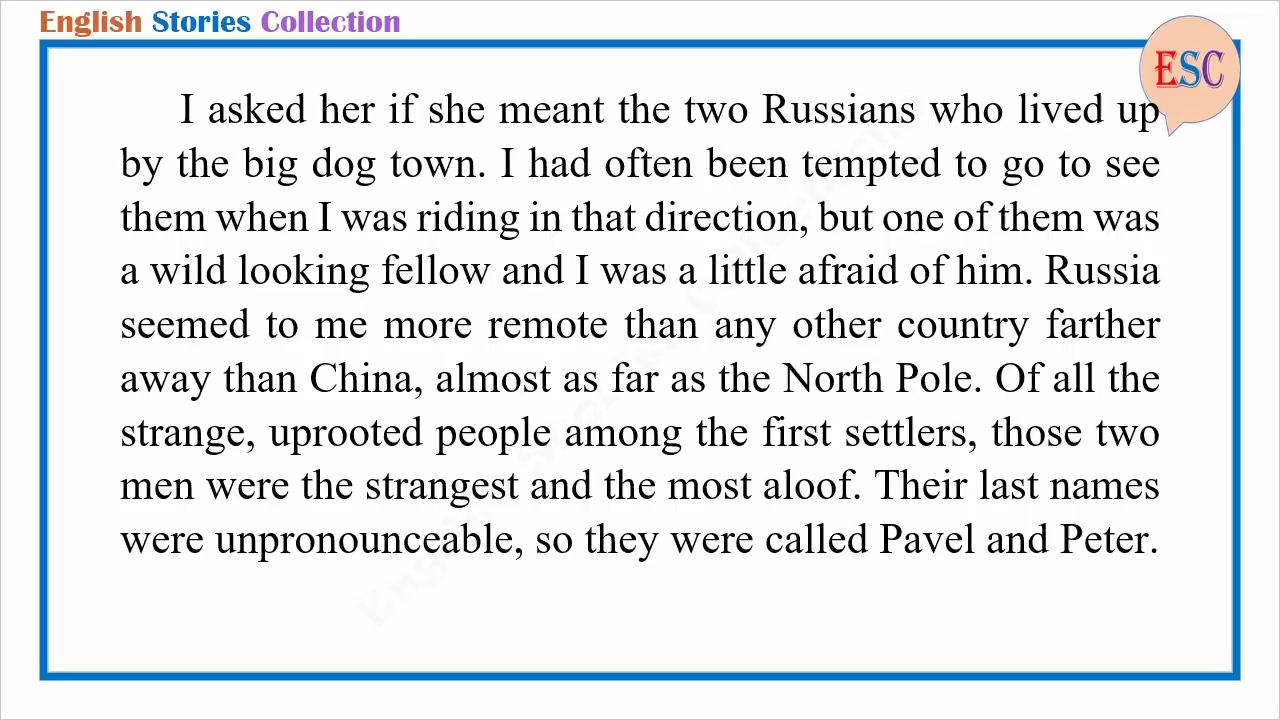 English Stories Collection
ESC
I asked her if she meant the two Russians who lived up
by the big dog town. I had often been tempted to go to see
them when I was riding in that direction, but one of them was
a wild looking fellow and I was a little afraid of him. Russia
seemed to me more remote than any other country farther
away than China, almost as far as the North Pole. Of all the
strange, uprooted people among the first settlers, those two
men were the strangest and the most aloof. Their last names
were unpronounceable, so they were called Pavel and Peter.